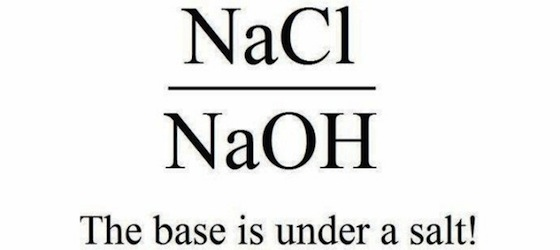 NaCl
NaOH
The base is under a salt!